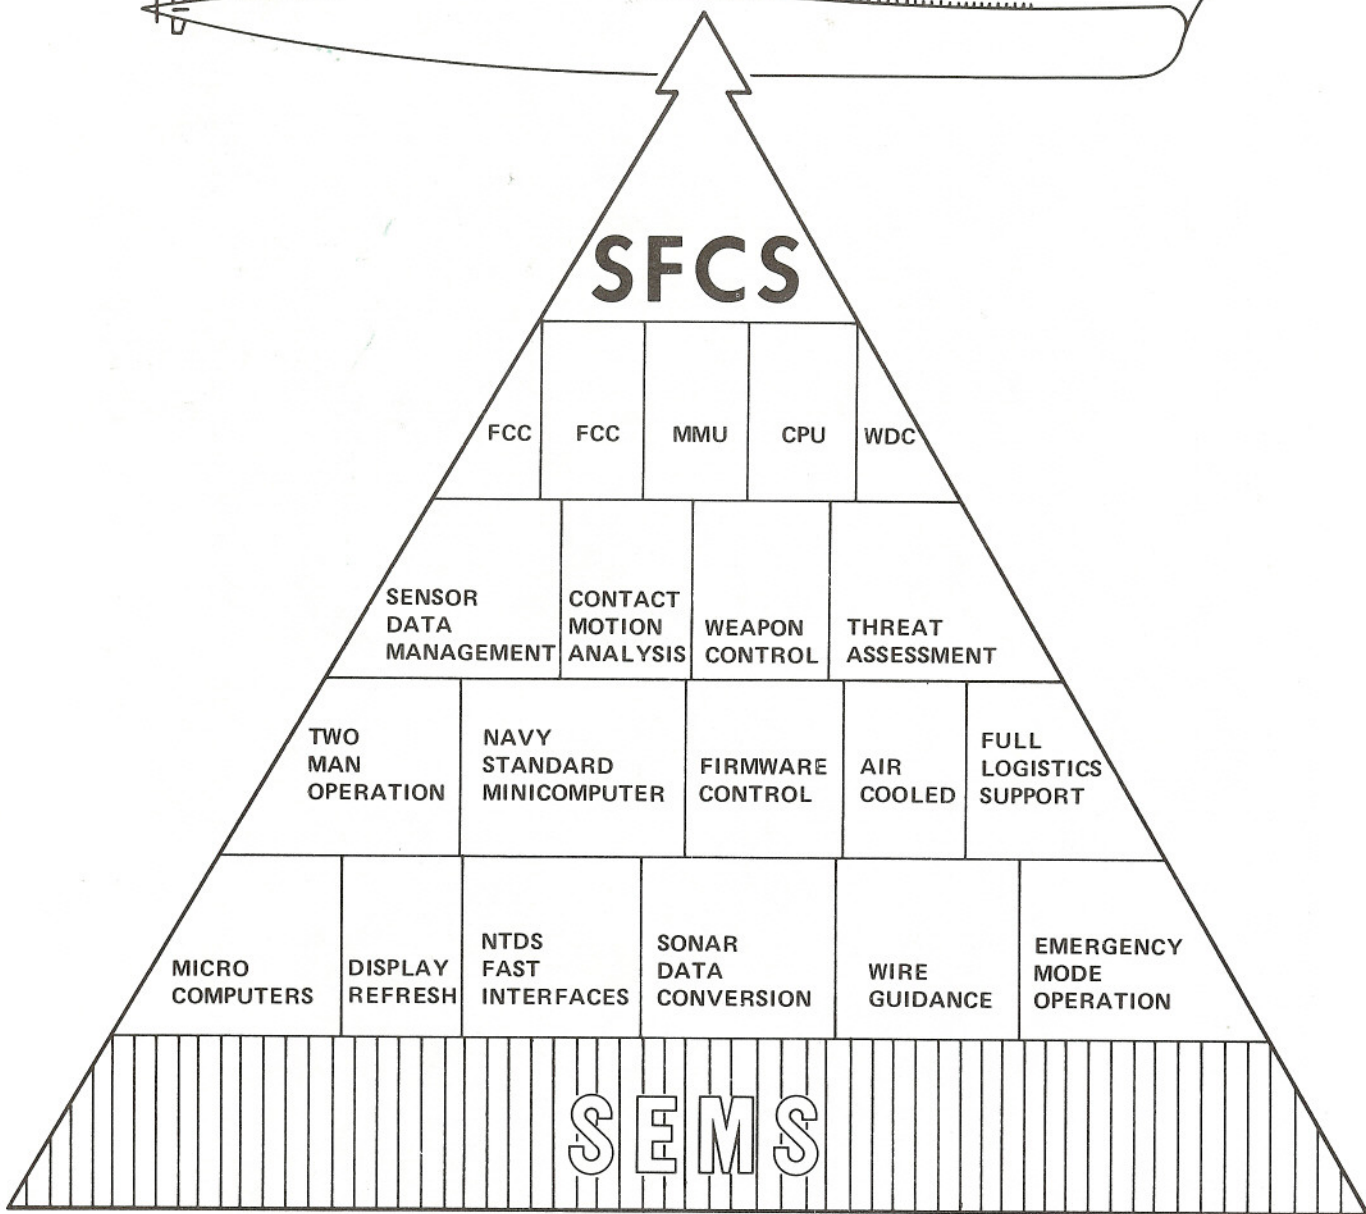 SFCS
FCC
FCC
MMU
CPU
WDC
SENSOR
DATA
MANAGEMENT
CONTACT
MOTION
ANALYSIS
WEAPON
CONTROL
THREAT
ASSESSMENT
TWO
MAN
OPERATION
NAVY
STANDARD
MINICOMPUTER
FIRMWARE
CONTROL
AIR
COOLED
FULL
LOGISTICS
SUPPORT
MICRO
COMPUTERS
DISPLAY
REFRESH
NTDS
FAST
INTERFACES
SONAR
DATA
CONVERSION
WIRE
GUIDANCE
EMERGENCY
MODE
OPERATION
SEMS